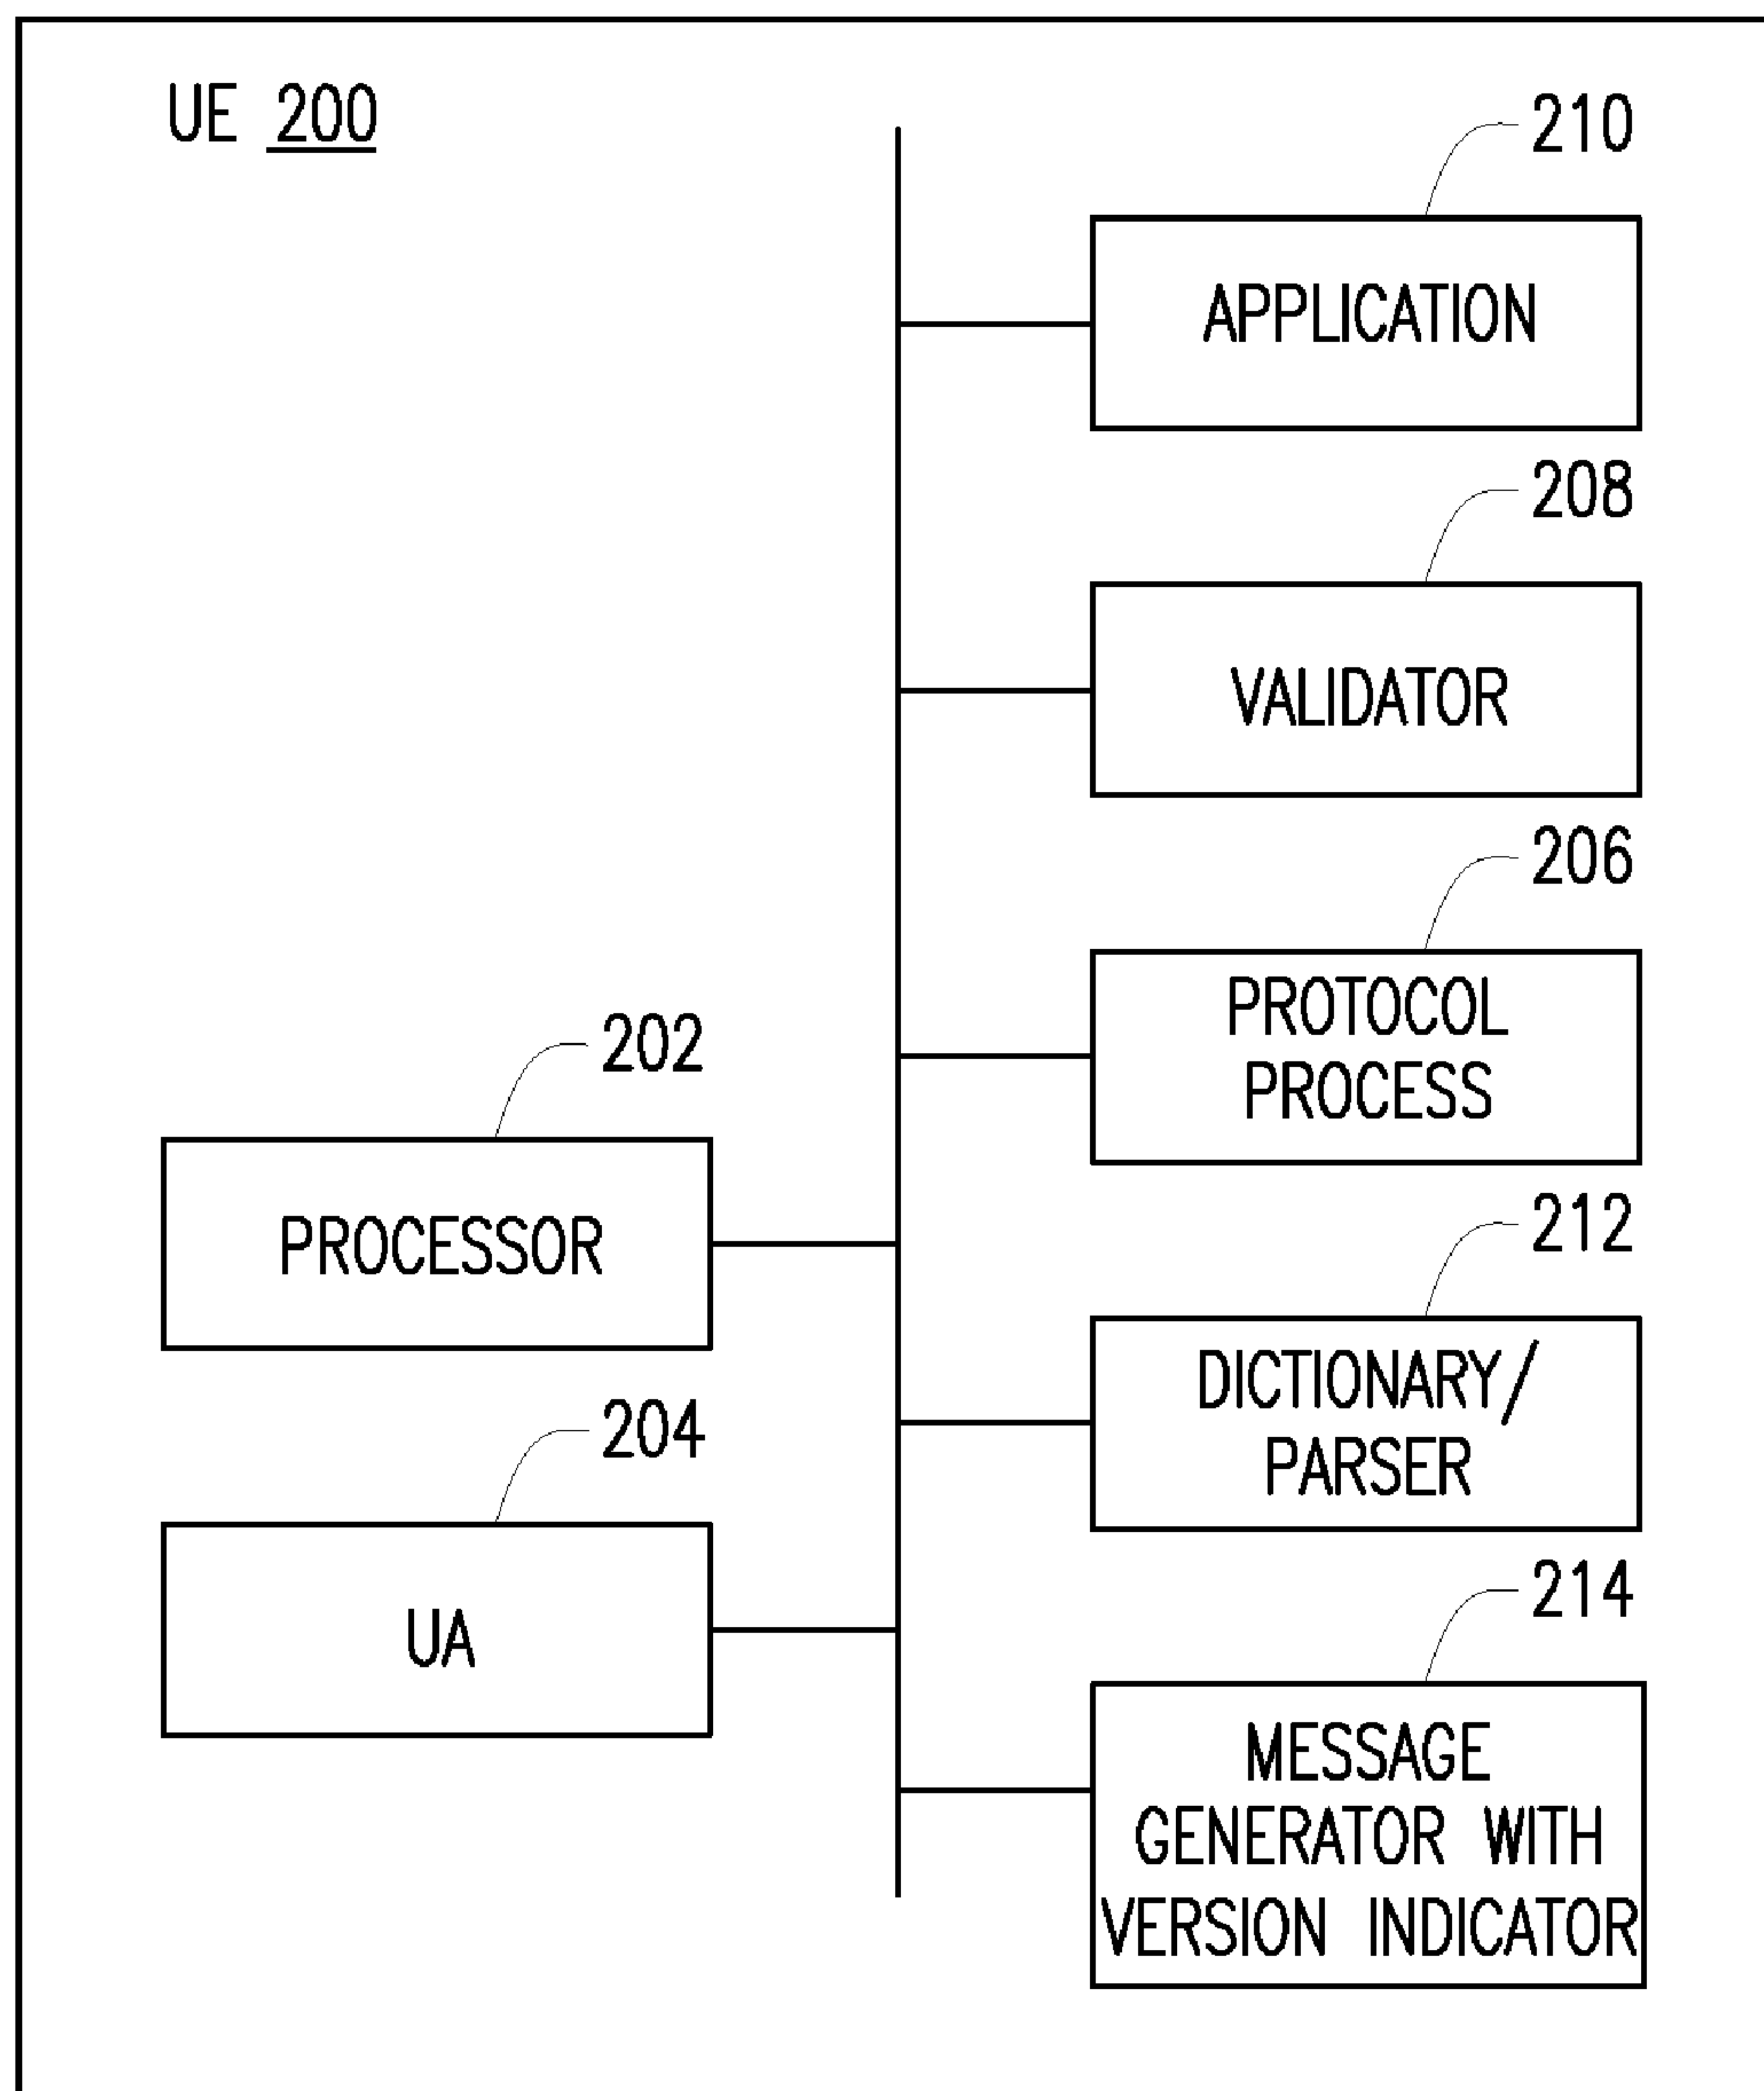 UE 200
210
APPLICATION
208
VALIDATOR
206
PROTOCOL
PROCESS
202
PROCESSOR
212
DICTIONARY/
PARSER
204
UA
214
MESSAGE
GENERATOR WITH
VERSION INDICATOR